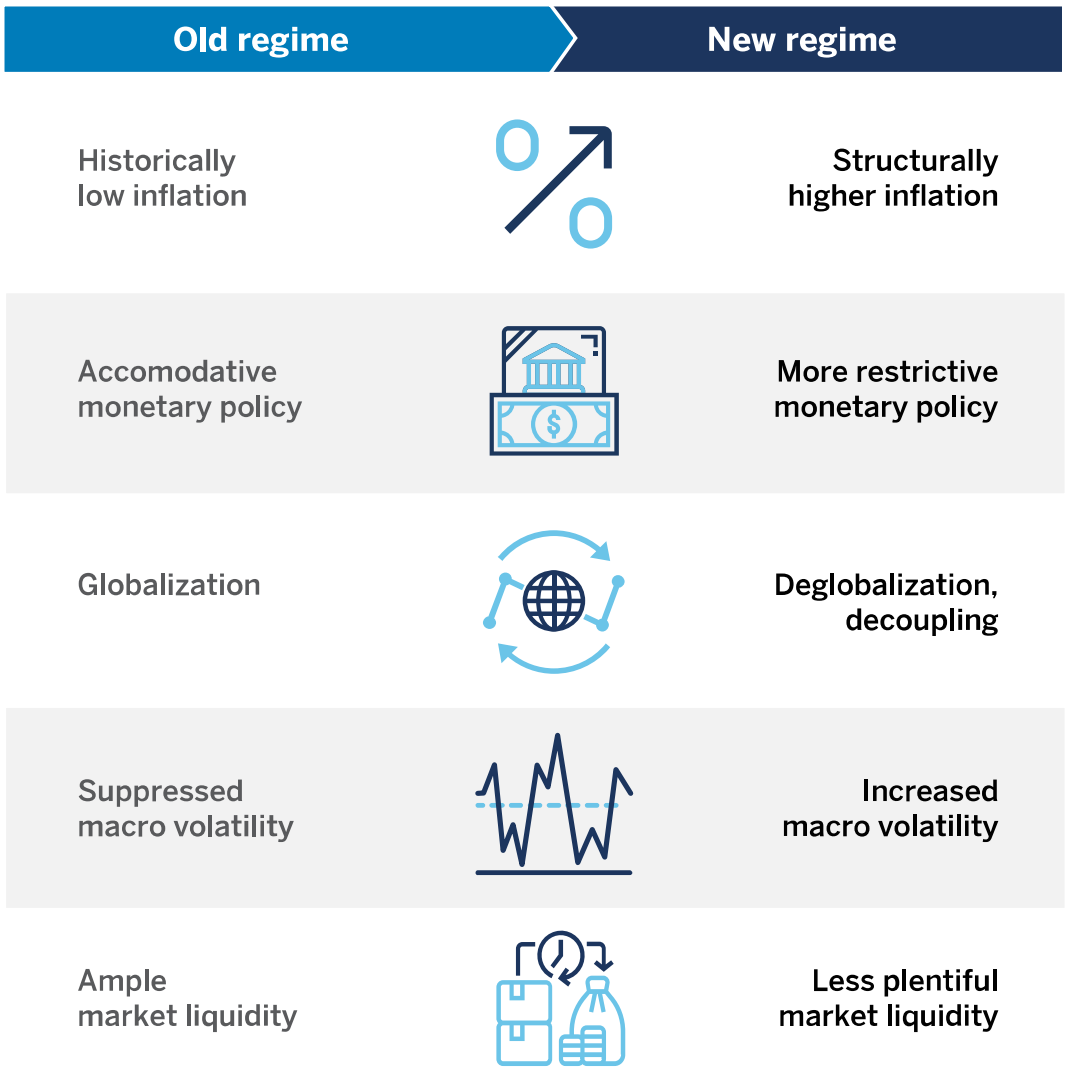 Old regime
New regime
Historically
low inflation
Structurally
higher inflation
Accomodative
monetary policy
$
More restrictive
monetary policy
Globalization
Deglobalization,
decoupling
Suppressed
macro volatility
Increased
macro volatility
Ample
market liquidity
Less plentiful
market liquidity